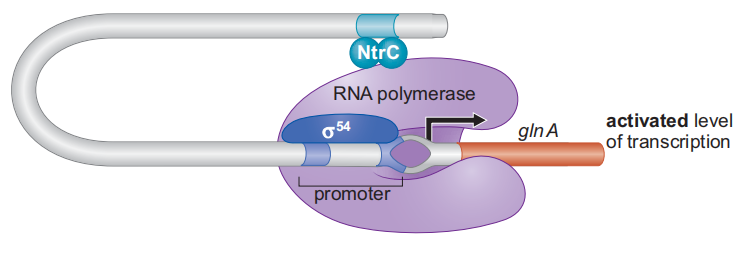 NtrC
RNA polymerase
σ54
glnA
activated level
of transcription
promoter